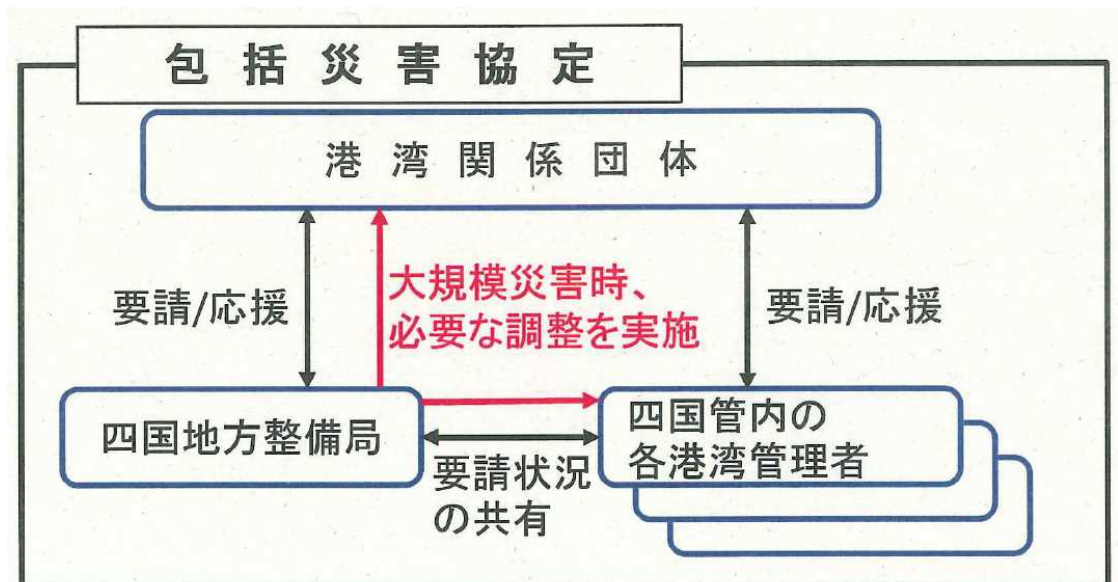 包括災害協定
港湾関係団体
要請/応援
大規模災害時、
必要な調整を実施
要請/応援
四国地方整備局
要請状況
の共有
四国管内の
各港湾管理者